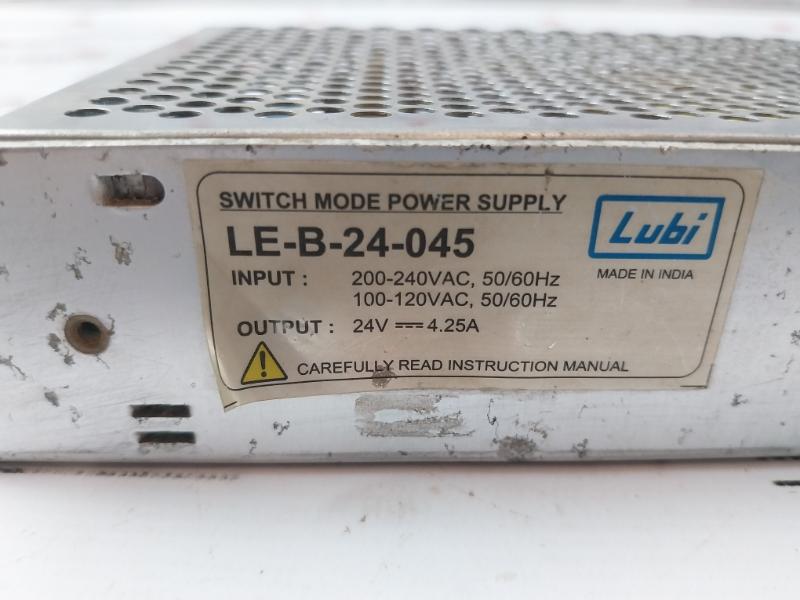 SWITCH MODE POWER SUPPLY
Lubi
LE-B-24-045
MADE IN INDIA
INPUT : 200-240VAC, 50/60Hz
100-120VAC, 50/60Hz
OUTPUT : 24V ⎓ 4.25A
CAREFULLY READ INSTRUCTION MANUAL